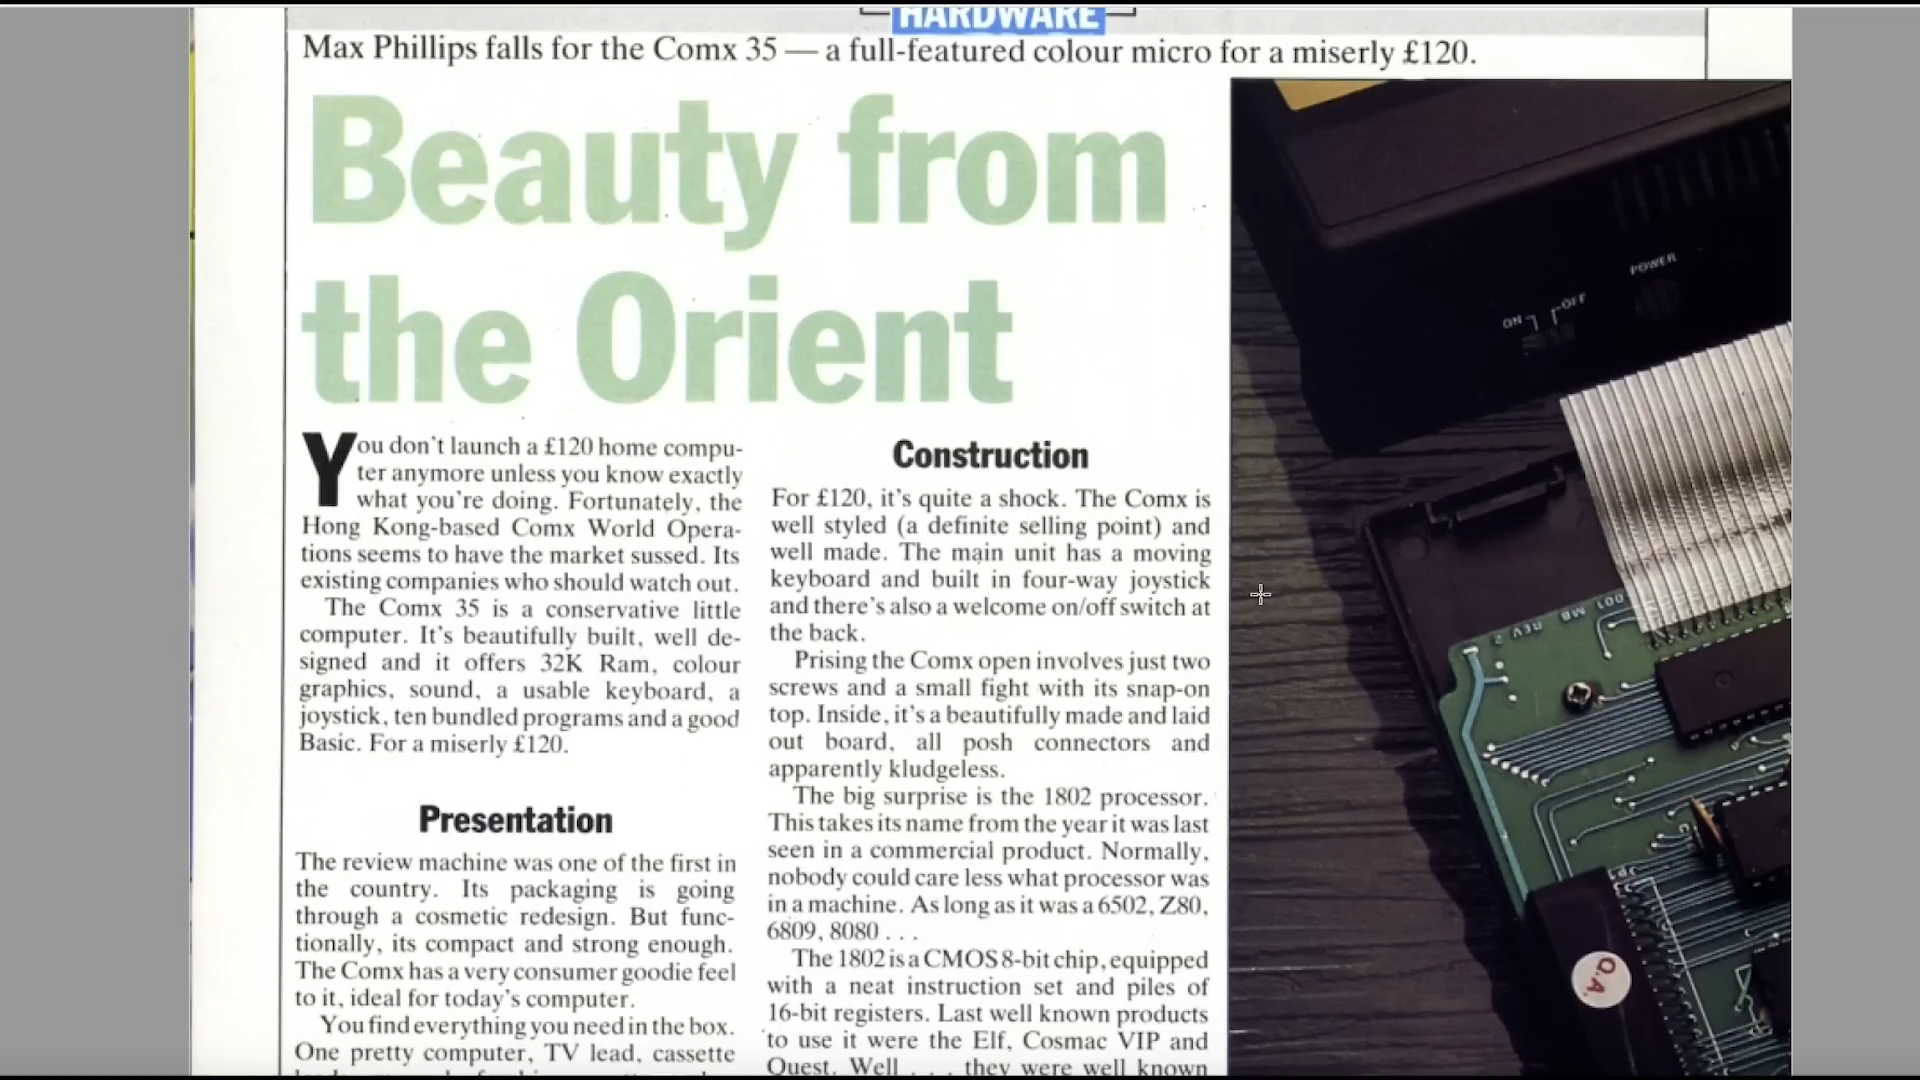 HARDWARE
Max Phillips falls for the Comx 35 — a full-featured colour micro for a miserly £120.
Beauty from
the Orient
You don't launch a £120 home compu-
ter anymore unless you know exactly
what you're doing. Fortunately, the
Hong Kong-based Comx World Opera-
tions seems to have the market sussed. Its
existing companies who should watch out.
The Comx 35 is a conservative little
computer. It's beautifully built, well de-
signed and it offers 32K Ram, colour
graphics, sound, a usable keyboard, a
joystick, ten bundled programs and a good
Basic. For a miserly £120.
Presentation
The review machine was one of the first in
the country. Its packaging is going
through a cosmetic redesign. But func-
tionally, its compact and strong enough.
The Comx has a very consumer goodie feel
to it, ideal for today's computer.
You find everything you need in the box.
One pretty computer, TV lead, cassette
Construction
For £120, it's quite a shock. The Comx is
well styled (a definite selling point) and
well made. The main unit has a moving
keyboard and built in four-way joystick
and there's also a welcome on/off switch at
the back.
Prising the Comx open involves just two
screws and a small fight with its snap-on
top. Inside, it's a beautifully made and laid
out board, all posh connectors and
apparently kludgeless.
The big surprise is the 1802 processor.
This takes its name from the year it was last
seen in a commercial product. Normally,
nobody could care less what processor was
in a machine. As long as it was a 6502, Z80,
6809, 8080 . . .
The 1802 is a CMOS 8-bit chip, equipped
with a neat instruction set and piles of
16-bit registers. Last well known products
to use it were the Elf, Cosmac VIP and
Quest. Well . . . they were well known
POWER
ON OFF
MB 001
REV 2
JP1
Q.A.